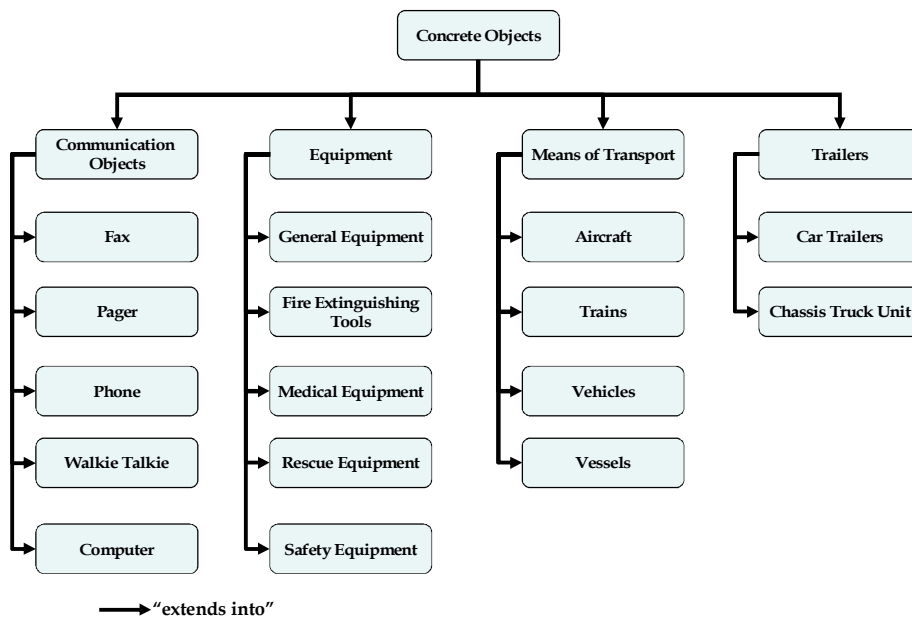 Concrete Objects
Communication
Objects
Equipment
Means of Transport
Trailers
Fax
General Equipment
Aircraft
Car Trailers
Pager
Fire Extinguishing
Tools
Trains
Chassis Truck Unit
Phone
Medical Equipment
Vehicles
Walkie Talkie
Rescue Equipment
Vessels
Computer
Safety Equipment
“extends into”